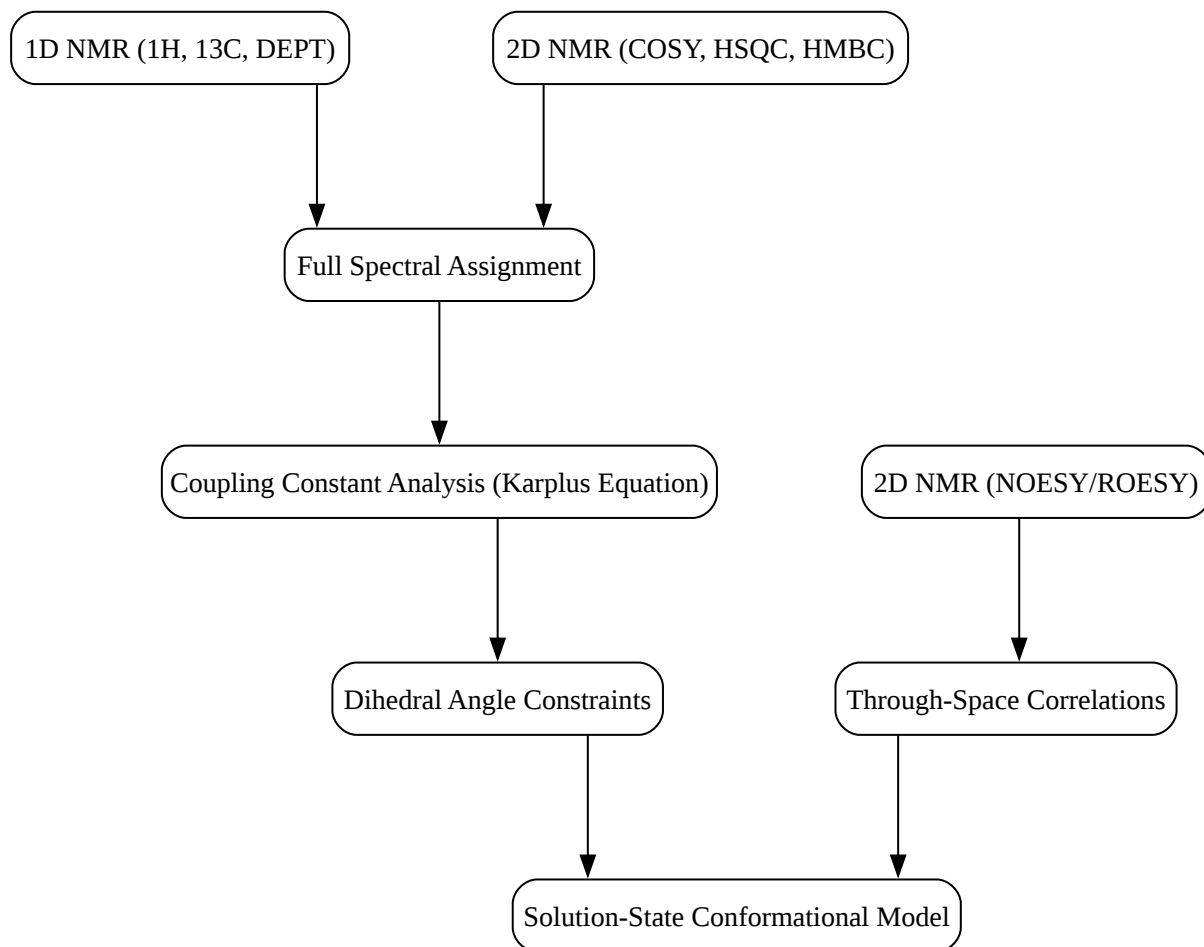 1D NMR (1H, 13C, DEPT)
2D NMR (COSY, HSQC, HMBC)
Full Spectral Assignment
Coupling Constant Analysis (Karplus Equation)
2D NMR (NOESY/ROESY)
Dihedral Angle Constraints
Through-Space Correlations
Solution-State Conformational Model